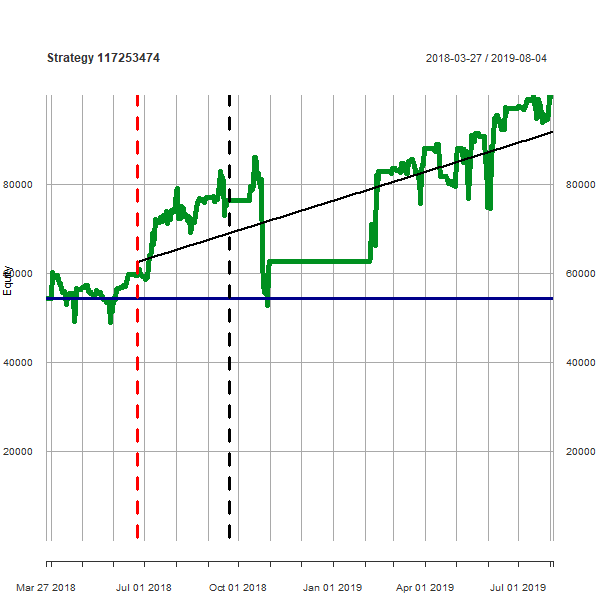 Strategy 117253474
2018-03-27 / 2019-08-04
80000
80000
Equity
60000
60000
40000
40000
20000
20000
Mar 27 2018
Jul 01 2018
Oct 01 2018
Jan 01 2019
Apr 01 2019
Jul 01 2019